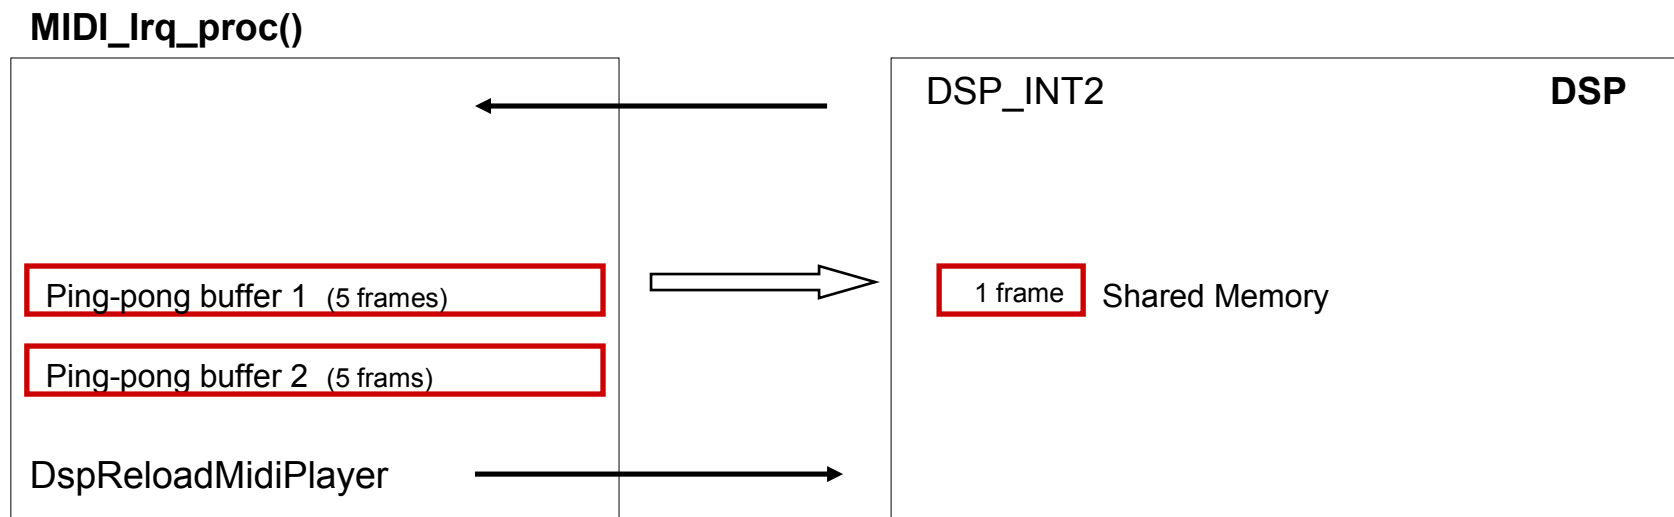 MIDI_Irq_proc()
DSP_INT2
DSP
Ping-pong buffer 1 (5 frames)
1 frame
Shared Memory
Ping-pong buffer 2 (5 frams)
DspReloadMidiPlayer